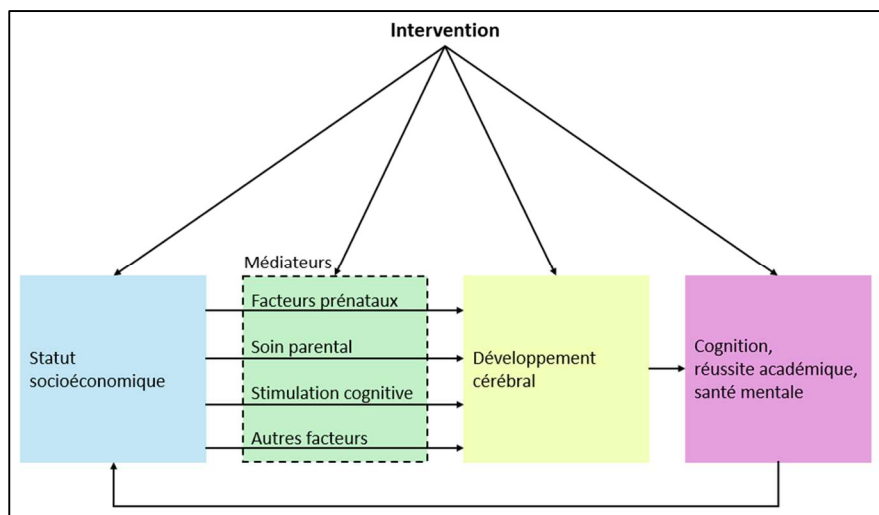 Intervention
Médiateurs
Statut
socioéconomique
Facteurs prénataux
Soin parental
Stimulation cognitive
Autres facteurs
Développement
cérébral
Cognition,
réussite académique,
santé mentale